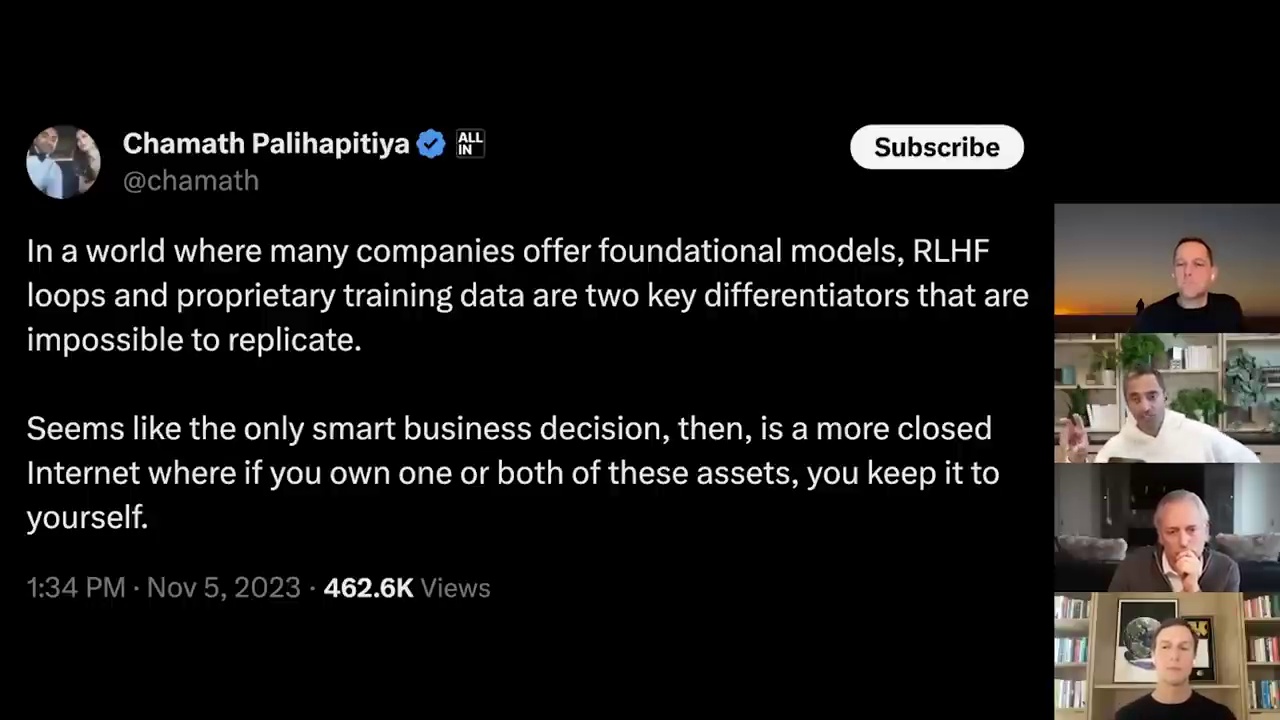 Chamath Palihapitiya ALL IN
@chamath
Subscribe
In a world where many companies offer foundational models, RLHF
loops and proprietary training data are two key differentiators that are
impossible to replicate.
Seems like the only smart business decision, then, is a more closed
Internet where if you own one or both of these assets, you keep it to
yourself.
1:34 PM · Nov 5, 2023 · 462.6K Views